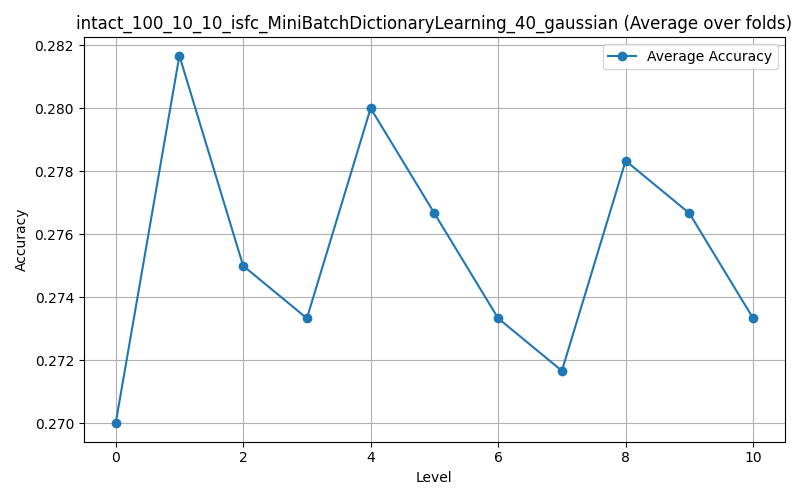 intact_100_10_10_isfc_MiniBatchDictionaryLearning_40_gaussian (Average over folds)
Average Accuracy
0.282
0.280
0.278
0.276
0.274
0.272
0.270
Accuracy
0 2 4 6 8 10
Level